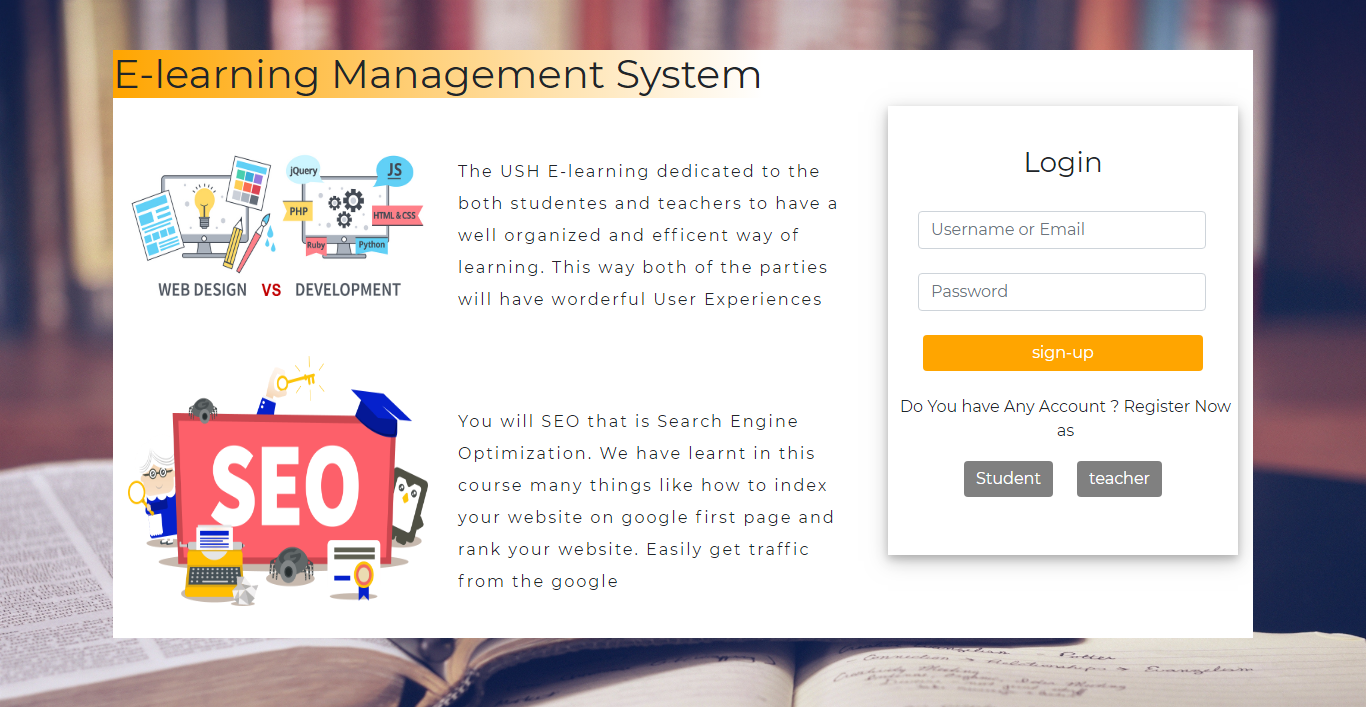 E-learning Management System
jQuery
JS
PHP
HTML & CSS
Ruby
Python
WEB DESIGN VS DEVELOPMENT
The USH E-learning dedicated to the
both studentes and teachers to have a
well organized and efficent way of
learning. This way both of the parties
will have worderful User Experiences
SEO
You will SEO that is Search Engine
Optimization. We have learnt in this
course many things like how to index
your website on google first page and
rank your website. Easily get traffic
from the google
Login
Username or Email
Password
sign-up
Do You have Any Account ? Register Now
as
Student
teacher